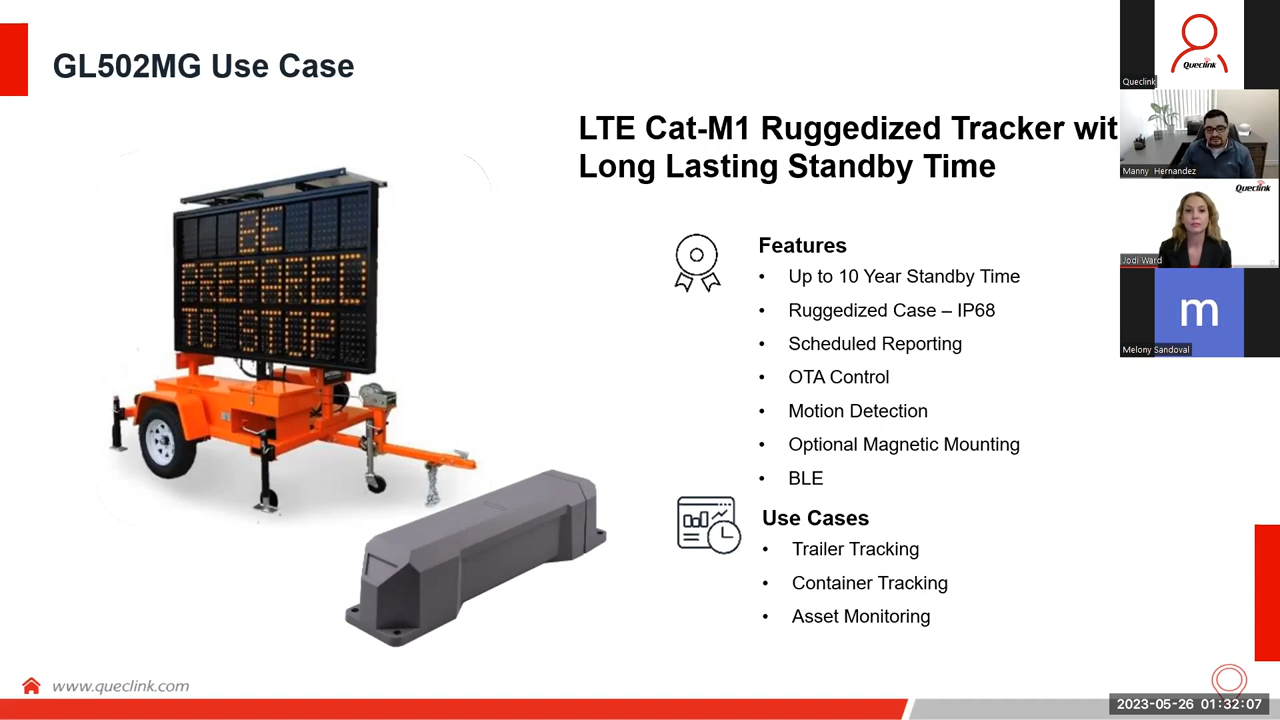 GL502MG Use Case
LTE Cat-M1 Ruggedized Tracker wit
Long Lasting Standby Time
Features
• Up to 10 Year Standby Time
• Ruggedized Case – IP68
• Scheduled Reporting
• OTA Control
• Motion Detection
• Optional Magnetic Mounting
• BLE
Use Cases
• Trailer Tracking
• Container Tracking
• Asset Monitoring
BE
PREPARED
TO STOP
Queclink
Queclink
Manny Hernandez
Queclink
Jodi Ward
m
Melony Sandoval
www.queclink.com
2023-05-26 01:32:07